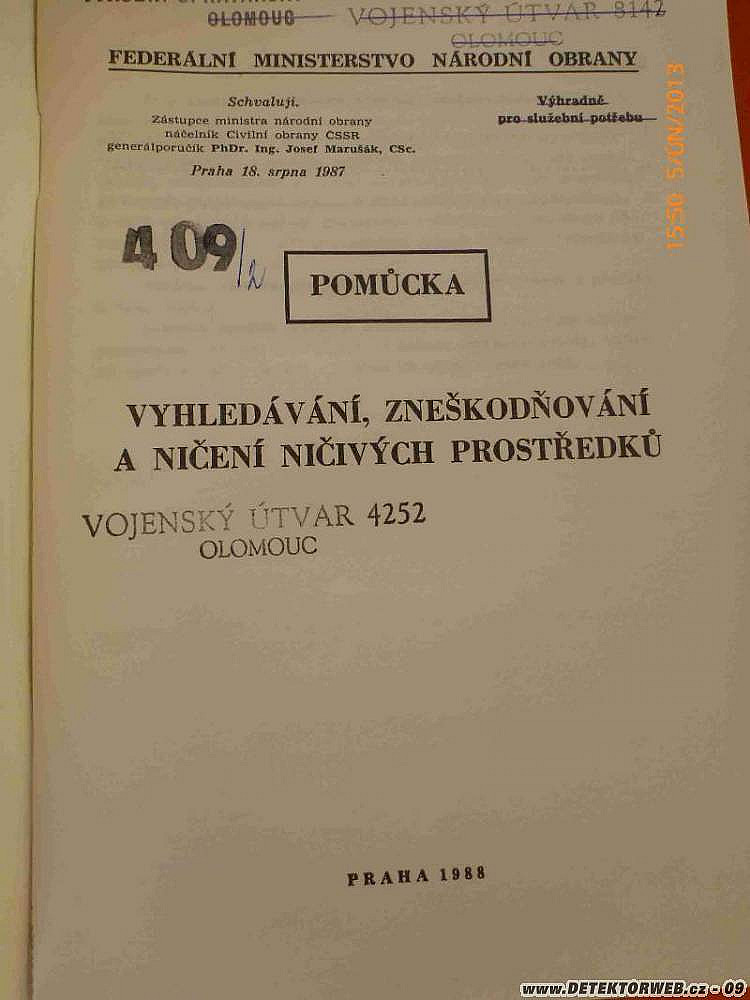 OLOMOUC
VOJENSKÝ ÚTVAR 8142
OLOMOUC
FEDERÁLNÍ MINISTERSTVO NÁRODNÍ OBRANY
Schvaluji.
Zástupce ministra národní obrany
náčelník Civilní obrany ČSSR
generálporučík PhDr. Ing. Josef Marušák, CSc.
Praha 18. srpna 1987
Výhradně
pro služební potřebu
15:50 5/ÚN/2013
409/2
POMŮCKA
VYHLEDÁVÁNÍ, ZNEŠKODŇOVÁNÍ
A NIČENÍ NIČIVÝCH PROSTŘEDKŮ
VOJENSKÝ ÚTVAR 4252
OLOMOUC
PRAHA 1988
www.DETEKTORWEB.cz - 09